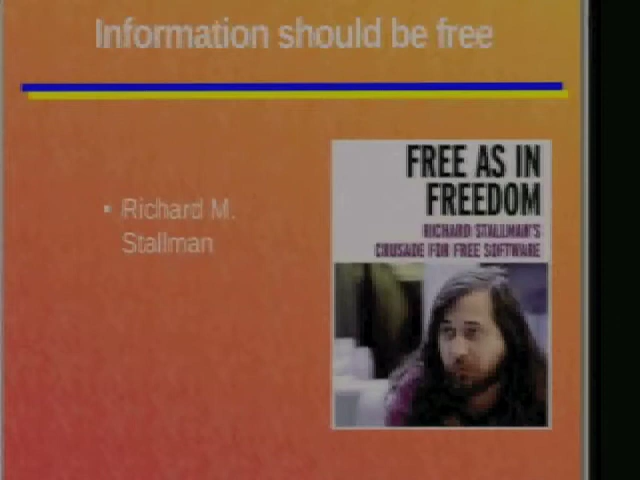 Information should be free
Richard M.
Stallman
FREE AS IN
FREEDOM
RICHARD STALLMAN'S
CRUSADE FOR FREE SOFTWARE